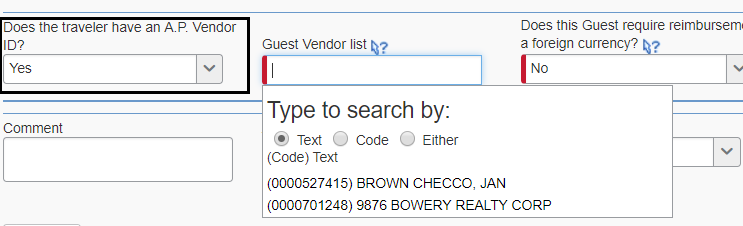 Does the traveler have an A.P. Vendor
ID?
Yes
Guest Vendor list
Does this Guest require reimburseme
a foreign currency?
No
Type to search by:
Text Code Either
(Code) Text
(0000527415) BROWN CHECCO, JAN
(0000701248) 9876 BOWERY REALTY CORP
Comment